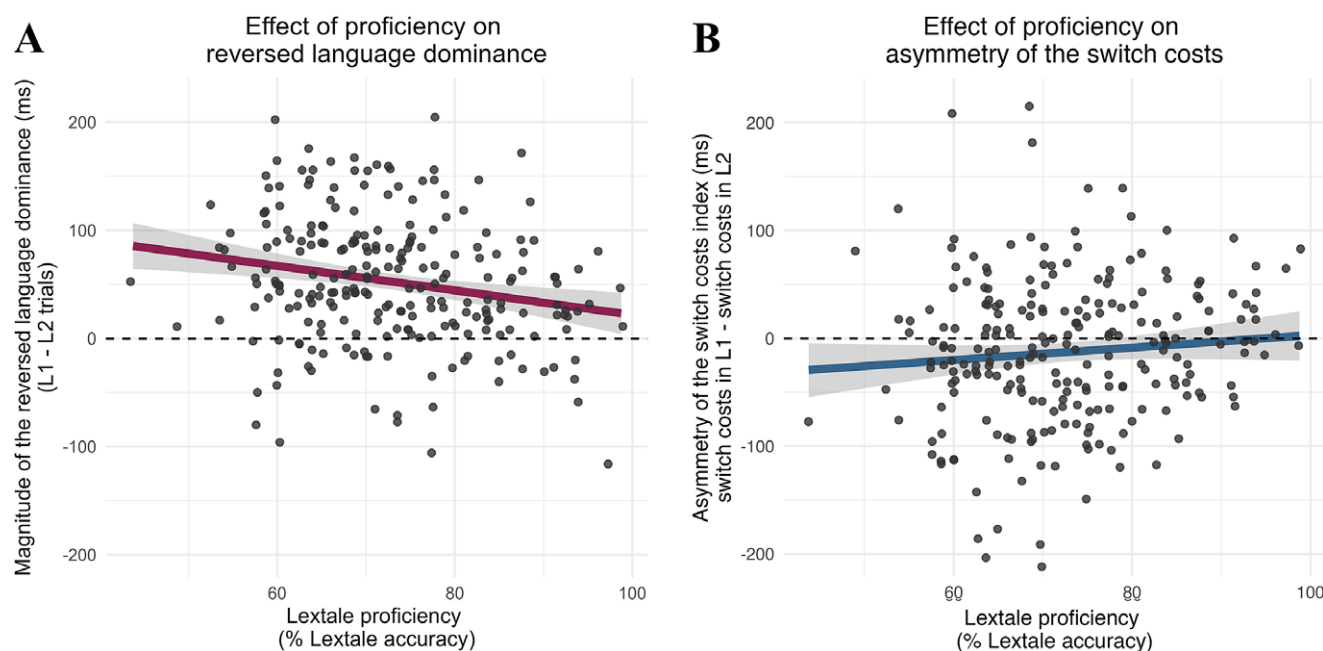 A
Effect of proficiency on
reversed language dominance
Magnitude of the reversed language dominance (ms)
(L1 - L2 trials)
200
100
0
-100
-200
60
80
100
Lextale proficiency
(% Lextale accuracy)
B
Effect of proficiency on
asymmetry of the switch costs
Asymmetry of the switch costs index (ms)
switch costs in L1 - switch costs in L2
200
100
0
-100
-200
60
80
100
Lextale proficiency
(% Lextale accuracy)